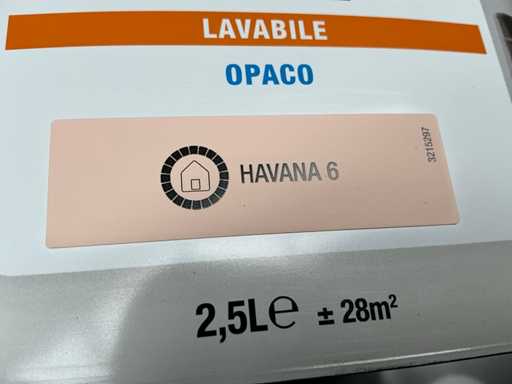 LAVABILE
OPACO
HAVANA 6
3215297
2,5L℮ ± 28m²